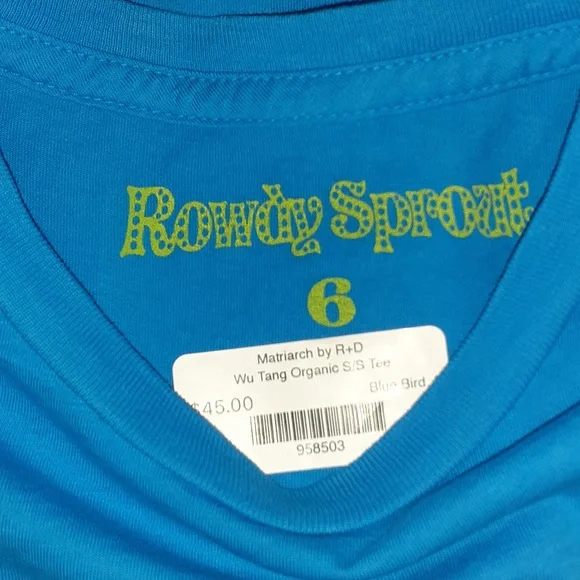 Rowdy Sprout
6
Matriarch by R+D
Wu Tang Organic S/S Tee
Blue Bird
$45.00
958503